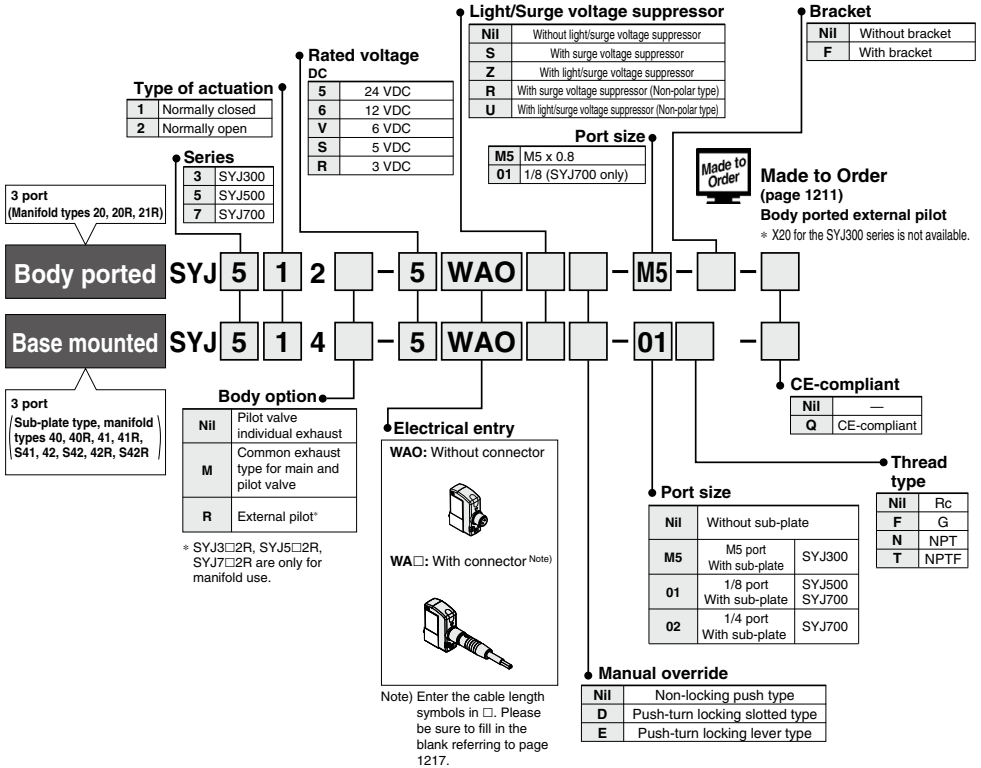 Light/Surge voltage suppressor
Nil Without light/surge voltage suppressor
S With surge voltage suppressor
Z With light/surge voltage suppressor
R With surge voltage suppressor (Non-polar type)
U With light/surge voltage suppressor (Non-polar type)
Bracket
Nil Without bracket
F With bracket
Rated voltage
DC
5 24 VDC
6 12 VDC
V 6 VDC
S 5 VDC
R 3 VDC
Type of actuation
1 Normally closed
2 Normally open
Port size
M5 M5 x 0.8
01 1/8 (SYJ700 only)
Series
3 SYJ300
5 SYJ500
7 SYJ700
Made to Order
Made to Order
(page 1211)
Body ported external pilot
* X20 for the SYJ300 series is not available.
3 port
(Manifold types 20, 20R, 21R)
Body ported SYJ 5 1 2 □ – 5 WAO □ □ – M5 – □ – □
Base mounted SYJ 5 1 4 □ – 5 WAO □ □ – 01 □ – □
3 port
(Sub-plate type, manifold
types 40, 40R, 41, 41R,
S41, 42, S42, 42R, S42R)
Body option
Nil Pilot valve
individual exhaust
M Common exhaust
type for main and
pilot valve
R External pilot*
* SYJ3□2R, SYJ5□2R,
SYJ7□2R are only for
manifold use.
Electrical entry
WAO: Without connector
WA□: With connector Note)
Note) Enter the cable length
symbols in □. Please
be sure to fill in the
blank referring to page
1217.
CE-compliant
Nil —
Q CE-compliant
Thread
type
Nil Rc
F G
N NPT
T NPTF
Port size
Nil Without sub-plate
M5 M5 port
With sub-plate SYJ300
01 1/8 port
With sub-plate SYJ500
SYJ700
02 1/4 port
With sub-plate SYJ700
Manual override
Nil Non-locking push type
D Push-turn locking slotted type
E Push-turn locking lever type